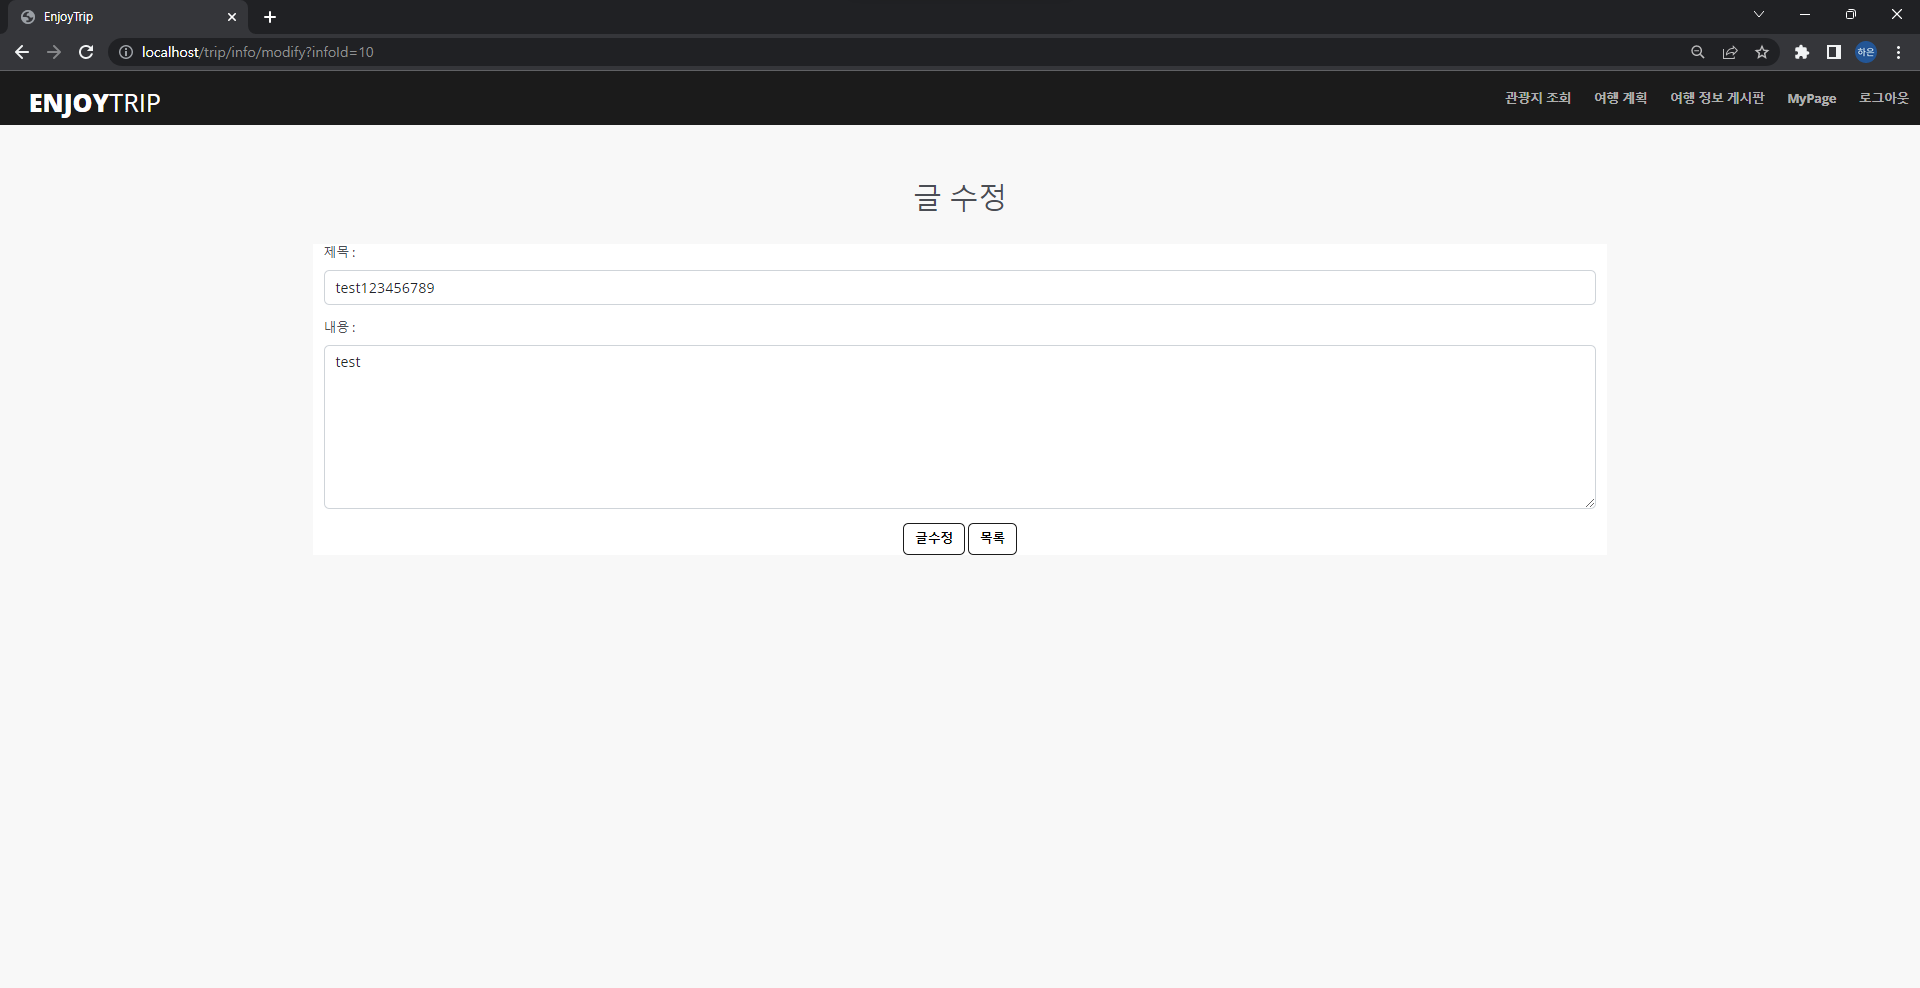 EnjoyTrip
localhost/trip/info/modify?infoId=10
하은
ENJOYTRIP
관광지 조회 여행 계획 여행 정보 게시판 MyPage 로그아웃
글 수정
제목 :
test123456789
내용 :
test
글수정 목록